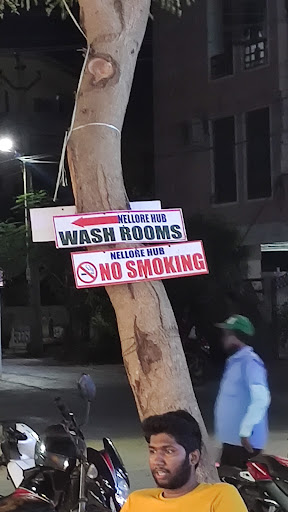 NELLORE HUB
WASH ROOMS
NELLORE HUB
NO SMOKING